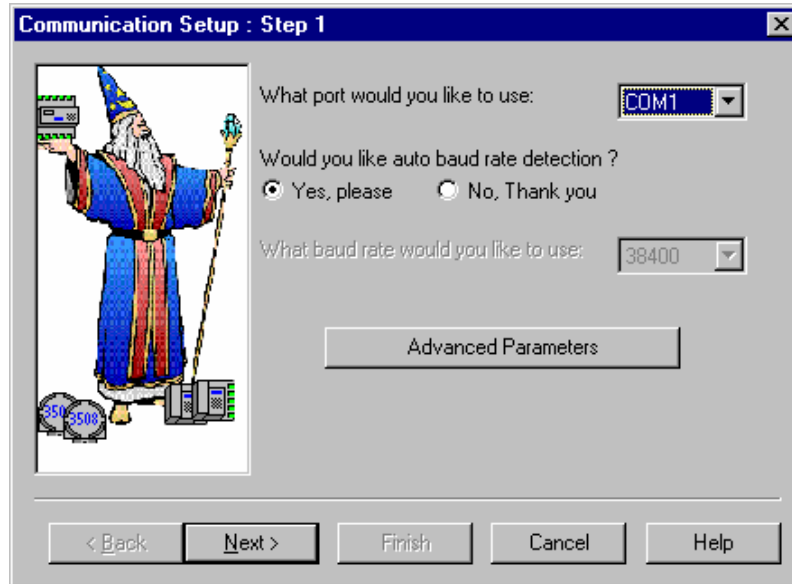 Communication Setup : Step 1
What port would you like to use:
COM1
Would you like auto baud rate detection ?
Yes, please
No, Thank you
What baud rate would you like to use:
38400
Advanced Parameters
350
3508
< Back
Next >
Finish
Cancel
Help